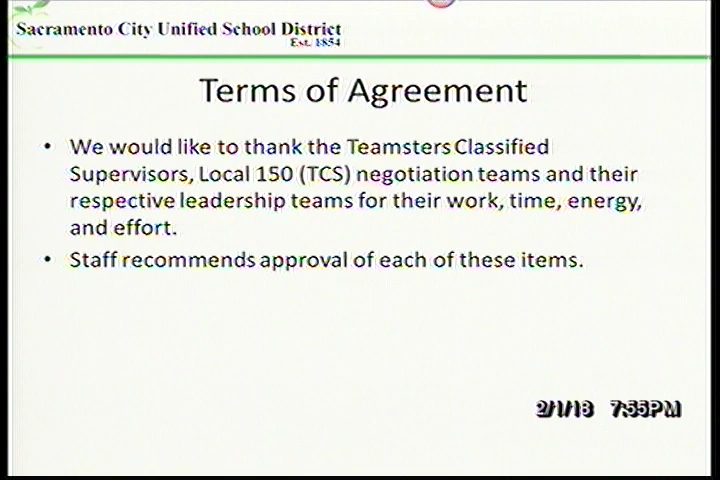 Sacramento City Unified School District
Est. 1854
Terms of Agreement
• We would like to thank the Teamsters Classified
Supervisors, Local 150 (TCS) negotiation teams and their
respective leadership teams for their work, time, energy,
and effort.
• Staff recommends approval of each of these items.
2/1/18 7:55PM